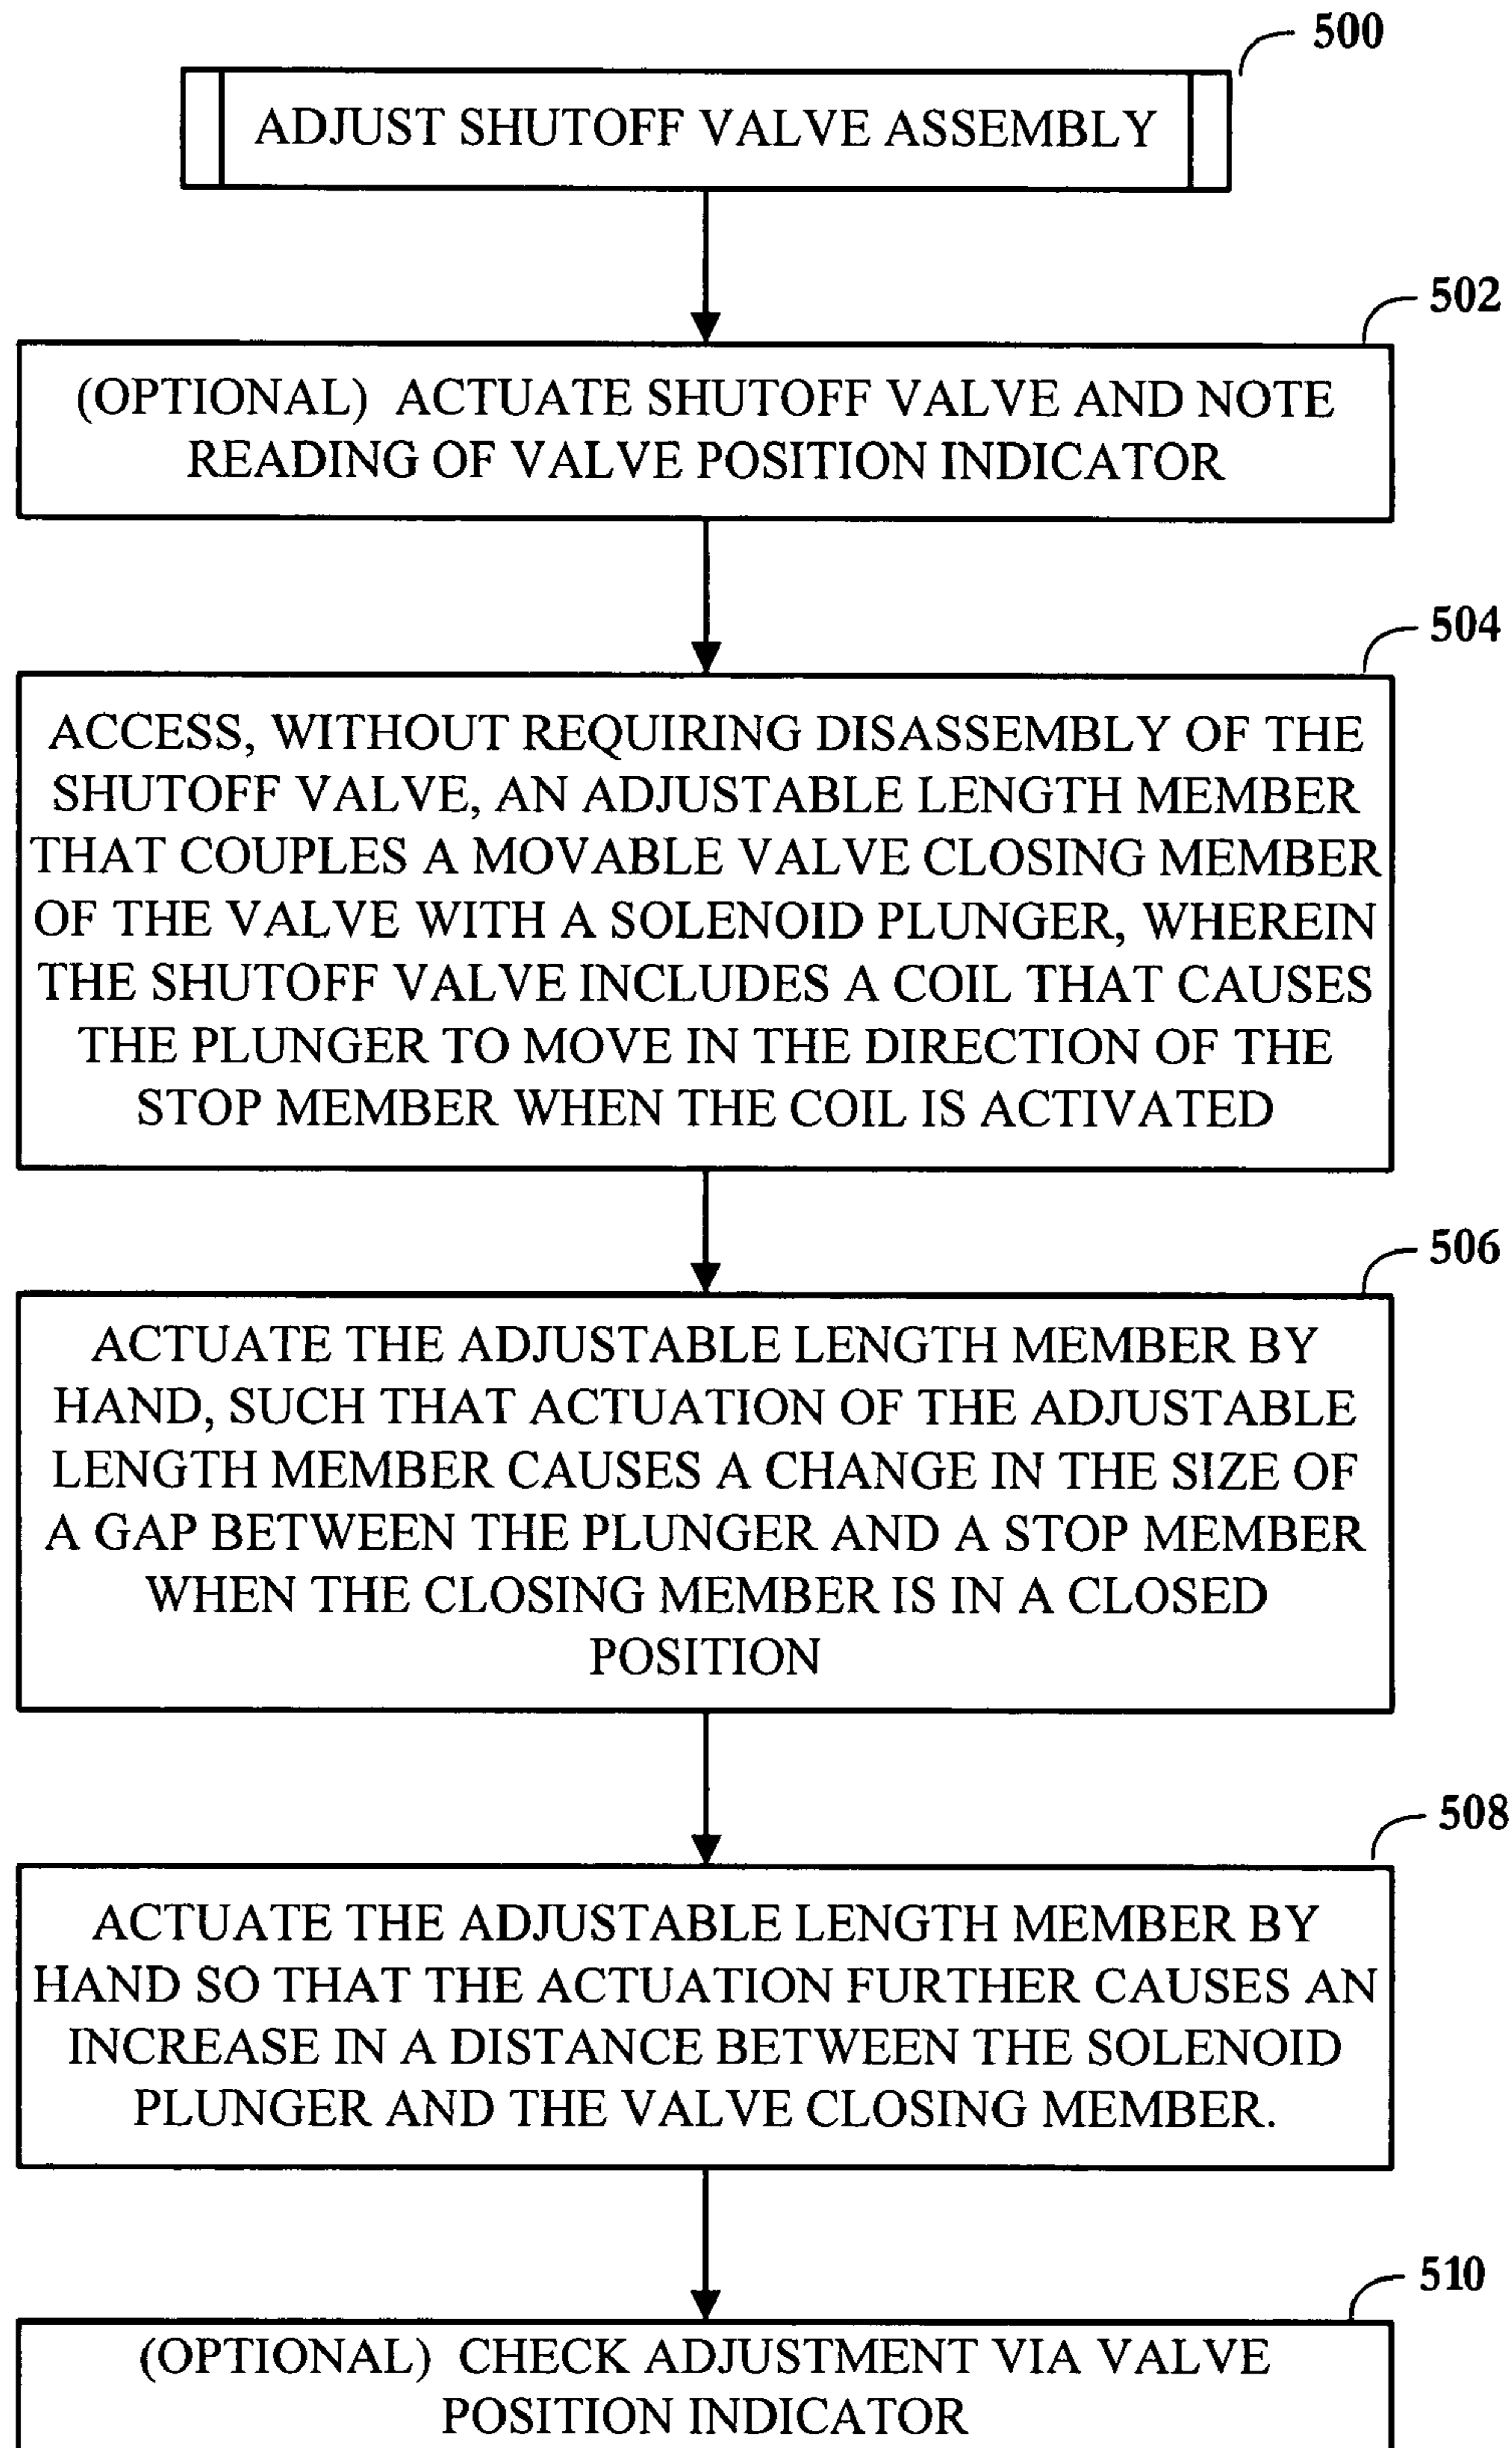 500
ADJUST SHUTOFF VALVE ASSEMBLY
502
(OPTIONAL) ACTUATE SHUTOFF VALVE AND NOTE
READING OF VALVE POSITION INDICATOR
504
ACCESS, WITHOUT REQUIRING DISASSEMBLY OF THE
SHUTOFF VALVE, AN ADJUSTABLE LENGTH MEMBER
THAT COUPLES A MOVABLE VALVE CLOSING MEMBER
OF THE VALVE WITH A SOLENOID PLUNGER, WHEREIN
THE SHUTOFF VALVE INCLUDES A COIL THAT CAUSES
THE PLUNGER TO MOVE IN THE DIRECTION OF THE
STOP MEMBER WHEN THE COIL IS ACTIVATED
506
ACTUATE THE ADJUSTABLE LENGTH MEMBER BY
HAND, SUCH THAT ACTUATION OF THE ADJUSTABLE
LENGTH MEMBER CAUSES A CHANGE IN THE SIZE OF
A GAP BETWEEN THE PLUNGER AND A STOP MEMBER
WHEN THE CLOSING MEMBER IS IN A CLOSED
POSITION
508
ACTUATE THE ADJUSTABLE LENGTH MEMBER BY
HAND SO THAT THE ACTUATION FURTHER CAUSES AN
INCREASE IN A DISTANCE BETWEEN THE SOLENOID
PLUNGER AND THE VALVE CLOSING MEMBER.
510
(OPTIONAL) CHECK ADJUSTMENT VIA VALVE
POSITION INDICATOR